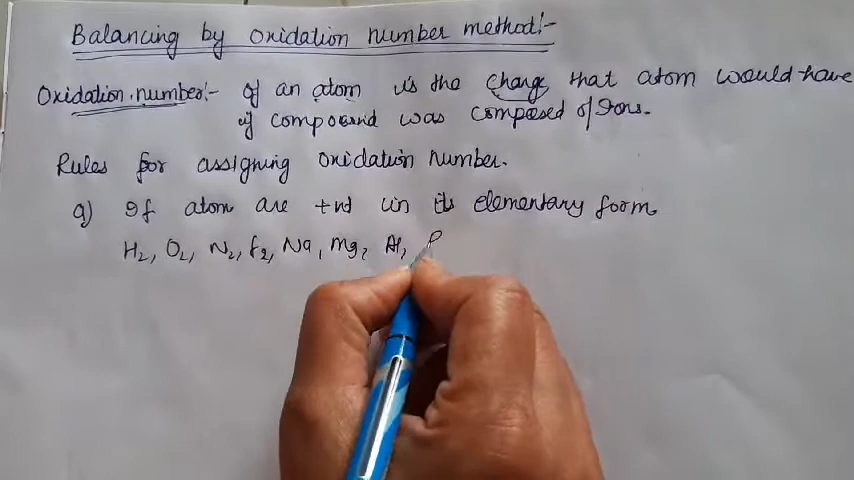 Balancing by oxidation number method:-
Oxidation number:- Of an atom is the charge that atom would have
if compound was composed of Ions.
Rules for assigning oxidation number.
a) If atom are +nt in its elementary form
H2, O2, N2, F2, Na, Mg, Al, P